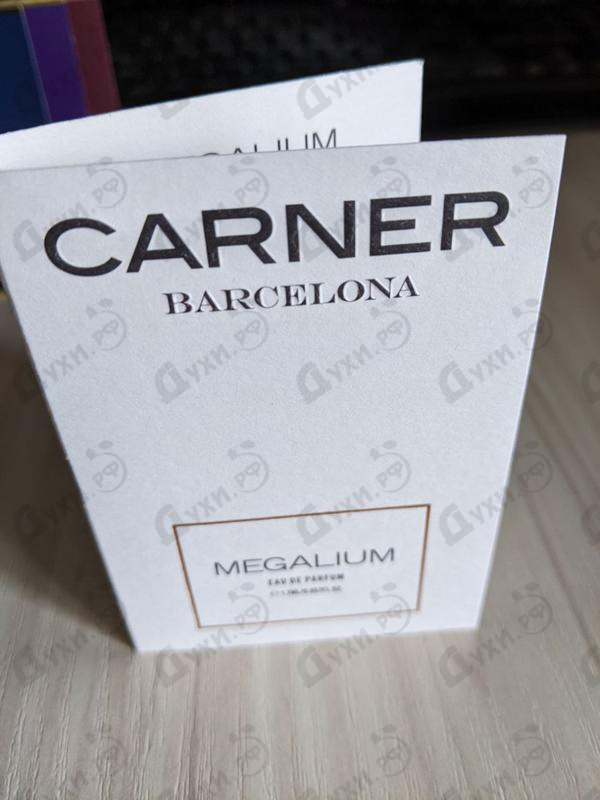 CARNER
BARCELONA
MEGALIUM
EAU DE PARFUM
Духи.рф